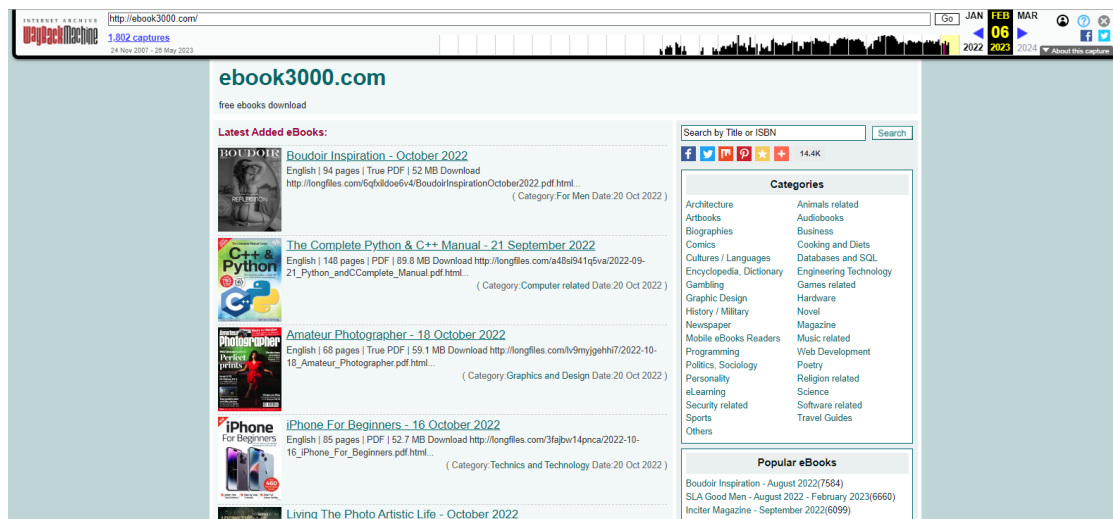 INTERNET ARCHIVE
WayBackMachine
http://ebook3000.com/
Go
JAN
FEB
MAR
1,802 captures
06
24 Nov 2007 - 26 May 2023
2022
2023
2024
About this capture
ebook3000.com
free ebooks download
Latest Added eBooks:
BOUDOIR
REFLECTION
Boudoir Inspiration - October 2022
English | 94 pages | True PDF | 52 MB Download
http://longfiles.com/6qfxildoe6v4/BoudoirInspirationOctober2022.pdf.html...
( Category:For Men Date:20 Oct 2022 )
C++ &
Python
The Complete Python & C++ Manual - 21 September 2022
English | 148 pages | PDF | 89.8 MB Download http://longfiles.com/a48si941q5va/2022-09-
21_Python_andCComplete_Manual.pdf.html...
( Category:Computer related Date:20 Oct 2022 )
Amateur
Photographer
Perfect
prints
Amateur Photographer - 18 October 2022
English | 68 pages | True PDF | 59.1 MB Download http://longfiles.com/lv9myjgehhi7/2022-10-
18_Amateur_Photographer.pdf.html...
( Category:Graphics and Design Date:20 Oct 2022 )
iPhone
For Beginners
iPhone For Beginners - 16 October 2022
English | 85 pages | PDF | 52.7 MB Download http://longfiles.com/3fajbw14pnca/2022-10-
16_iPhone_For_Beginners.pdf.html...
( Category:Technics and Technology Date:20 Oct 2022 )
Living The Photo Artistic Life - October 2022
Search by Title or ISBN
Search
14.4K
Categories
Architecture
Animals related
Artbooks
Audiobooks
Biographies
Business
Comics
Cooking and Diets
Cultures / Languages
Databases and SQL
Encyclopedia, Dictionary
Engineering Technology
Gambling
Games related
Graphic Design
Hardware
History / Military
Novel
Newspaper
Magazine
Mobile eBooks Readers
Music related
Programming
Web Development
Politics, Sociology
Poetry
Personality
Religion related
eLearning
Science
Security related
Software related
Sports
Travel Guides
Others
Popular eBooks
Boudoir Inspiration - August 2022(7584)
SLA Good Men - August 2022 - February 2023(6660)
Inciter Magazine - September 2022(6099)